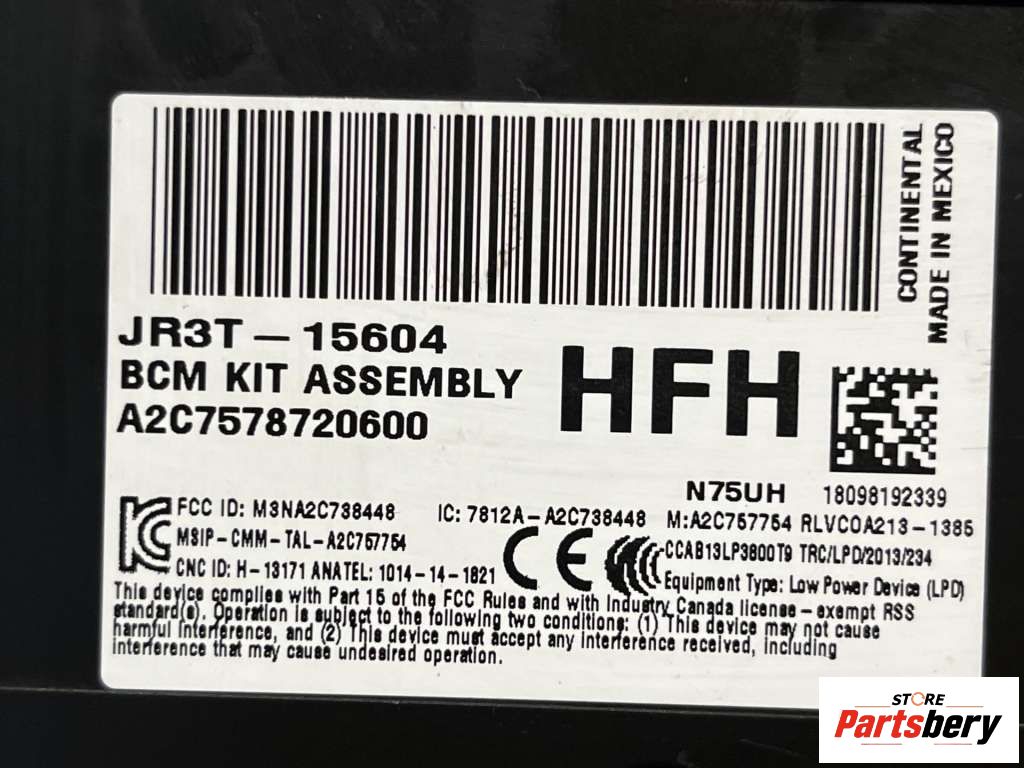 CONTINENTAL
MADE IN MEXICO
JR3T-15604
BCM KIT ASSEMBLY
A2C7578720600
HFH
N75UH 18098192339
FCC ID: M3NA2C738448 IC: 7812A-A2C738448 M:A2C757754 RLVCOA213-1385
MSIP-CMM-TAL-A2C757754
CE
CCAB13LP3800T9 TRC/LPD/2013/234
CNC ID: H-13171 ANATEL: 1014-14-1821
Equipment Type: Low Power Device (LPD)
This device complies with Part 15 of the FCC Rules and with Industry Canada license-exempt RSS
standard(s). Operation is subject to the following two conditions: (1) This device may not cause
harmful interference, and (2) This device must accept any interference received, including
interference that may cause undesired operation.
STORE
Partsbery